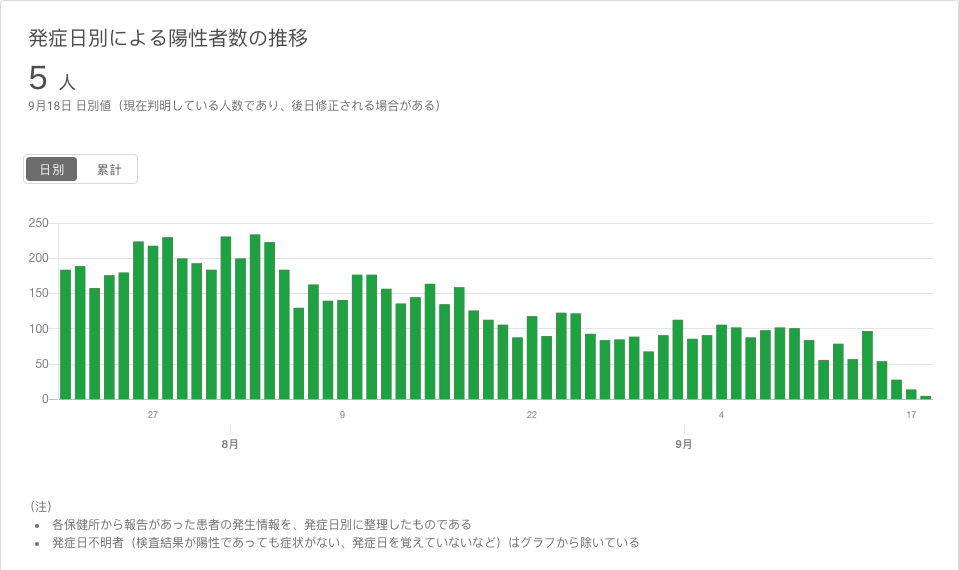 発症日別による陽性者数の推移
5 人
9月18日 日別値（現在判明している人数であり、後日修正される場合がある）
日別 累計
250
200
150
100
50
0
27 9 22 4 17
8月 9月
（注）
• 各保健所から報告があった患者の発生情報を、発症日別に整理したものである
• 発症日不明者（検査結果が陽性であっても症状がない、発症日を覚えていないなど）はグラフから除いている